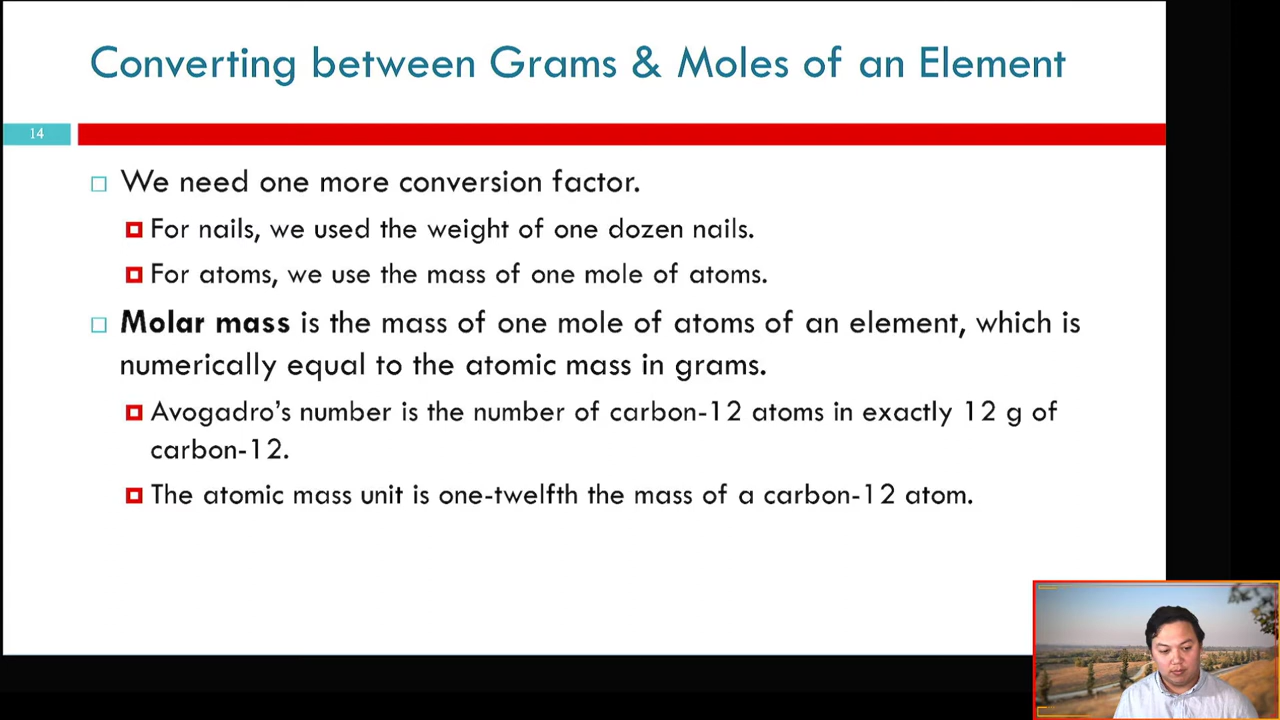 Converting between Grams & Moles of an Element
14
We need one more conversion factor.
For nails, we used the weight of one dozen nails.
For atoms, we use the mass of one mole of atoms.
Molar mass is the mass of one mole of atoms of an element, which is
numerically equal to the atomic mass in grams.
Avogadro’s number is the number of carbon-12 atoms in exactly 12 g of
carbon-12.
The atomic mass unit is one-twelfth the mass of a carbon-12 atom.